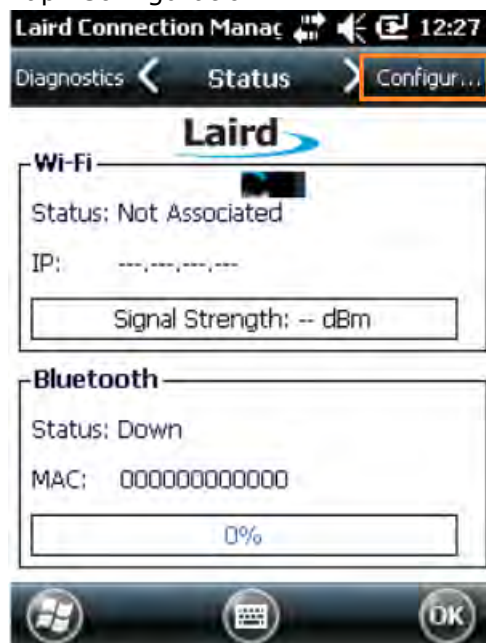 Laird Connection Manag 12:27
Diagnostics Status Configur...
Laird
Wi-Fi
Status: Not Associated
IP: ---.---.---.---
Signal Strength: -- dBm
Bluetooth
Status: Down
MAC: 000000000000
0%
OK